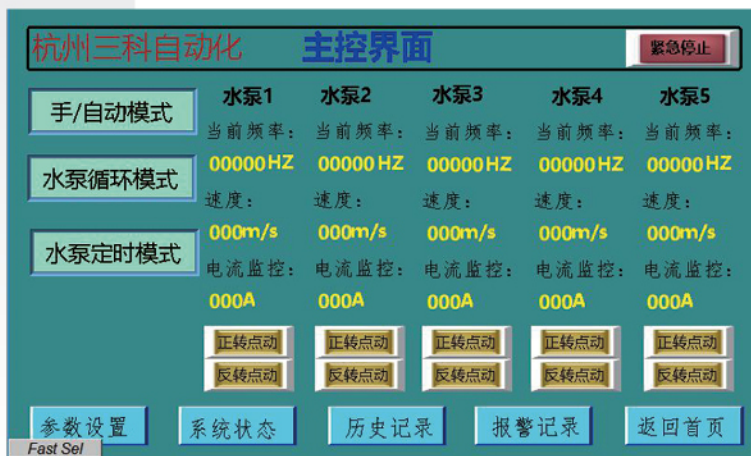 杭州三科自动化 主控界面 紧急停止
手/自动模式 水泵1 水泵2 水泵3 水泵4 水泵5
当前频率: 当前频率: 当前频率: 当前频率: 当前频率:
水泵循环模式 00000HZ 00000HZ 00000HZ 00000HZ 00000HZ
速度: 速度: 速度: 速度: 速度:
水泵定时模式 000m/s 000m/s 000m/s 000m/s 000m/s
电流监控: 电流监控: 电流监控: 电流监控: 电流监控:
000A 000A 000A 000A 000A
正转点动 正转点动 正转点动 正转点动 正转点动
反转点动 反转点动 反转点动 反转点动 反转点动
参数设置 系统状态 历史记录 报警记录 返回首页
Fast Sel